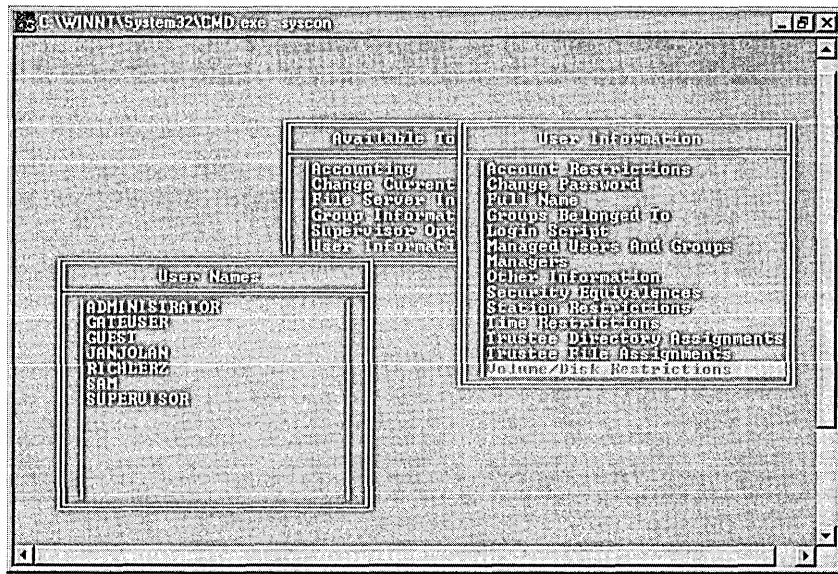 C:\WINNT\System32\CMD.exe - syscon
Available To
Accounting
Change Current
File Server In
Group Informat
Supervisor Opt
User Informati
User Information
Account Restrictions
Change Password
Full Name
Groups Belonged To
Login Script
Managed Users And Groups
Managers
Other Information
Security Equivalences
Station Restrictions
Time Restrictions
Trustee Directory Assignments
Trustee File Assignments
Volume/Disk Restrictions
User Names
ADMINISTRATOR
GATEUSER
GUEST
JANJOLAN
RICHDERZ
SAM
SUPERVISOR